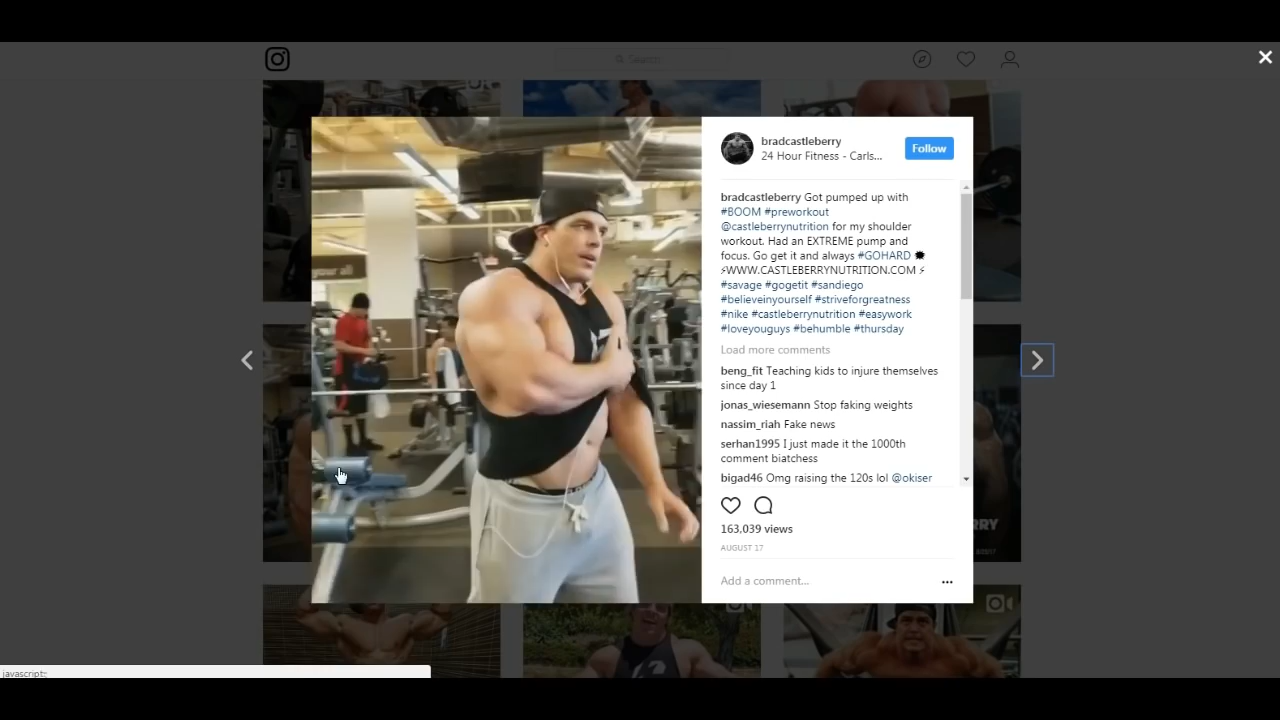 Search
bradcastleberry
24 Hour Fitness - Carls...
Follow
bradcastleberry Got pumped up with
#BOOM #preworkout
@castleberrynutrition for my shoulder
workout. Had an EXTREME pump and
focus. Go get it and always #GOHARD ✹
⚡WWW.CASTLEBERRYNUTRITION.COM ⚡
#savage #gogetit #sandiego
#believeinyourself #striveforgreatness
#nike #castleberrynutrition #easywork
#loveyouguys #behumble #thursday
Load more comments
beng_fit Teaching kids to injure themselves
since day 1
jonas_wiesemann Stop faking weights
nassim_riah Fake news
serhan1995 I just made it the 1000th
comment biatchess
bigad46 Omg raising the 120s lol @okiser
163,039 views
AUGUST 17
Add a comment...
your all
javascript: